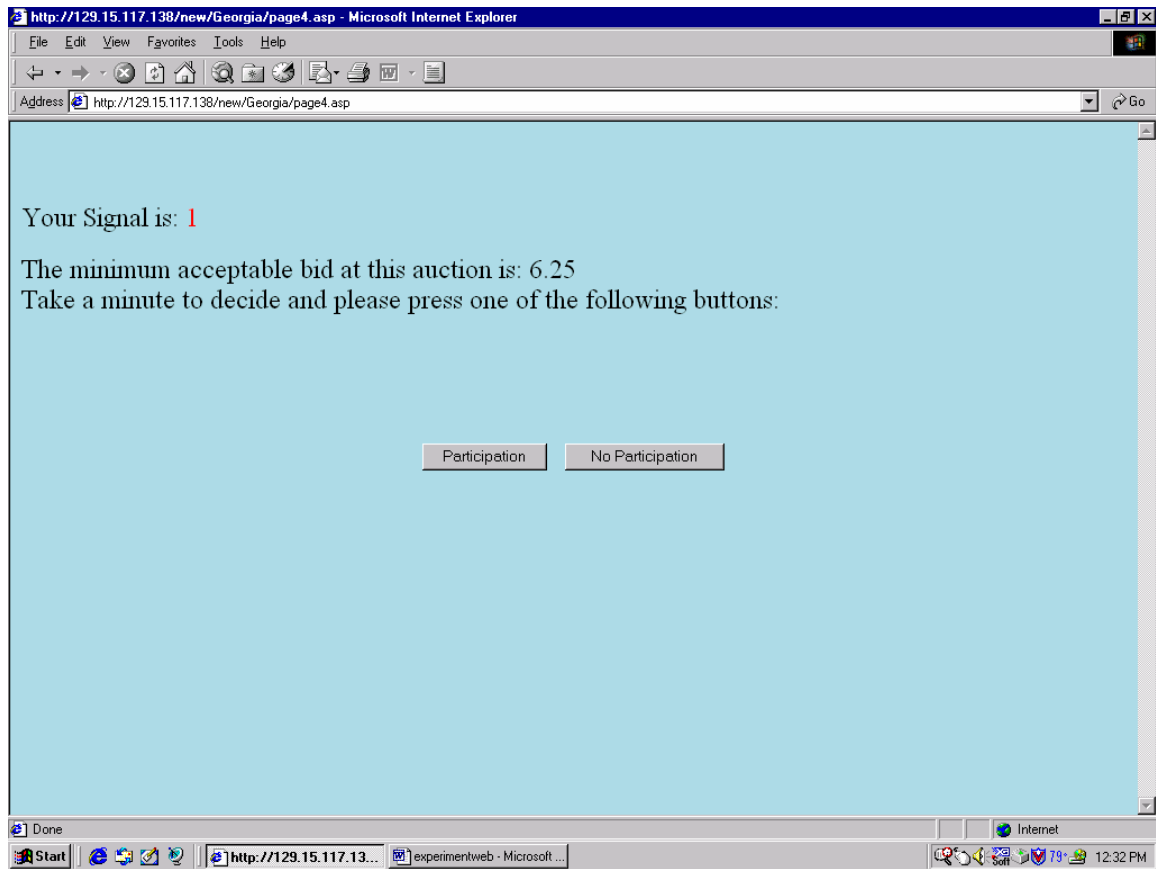 http://129.15.117.138/new/Georgia/page4.asp - Microsoft Internet Explorer
File Edit View Favorites Tools Help
Address http://129.15.117.138/new/Georgia/page4.asp Go
Your Signal is: 1
The minimum acceptable bid at this auction is: 6.25
Take a minute to decide and please press one of the following buttons:
Participation No Participation
Done Internet
Start http://129.15.117.13... experimentweb - Microsoft ... 79° 12:32 PM